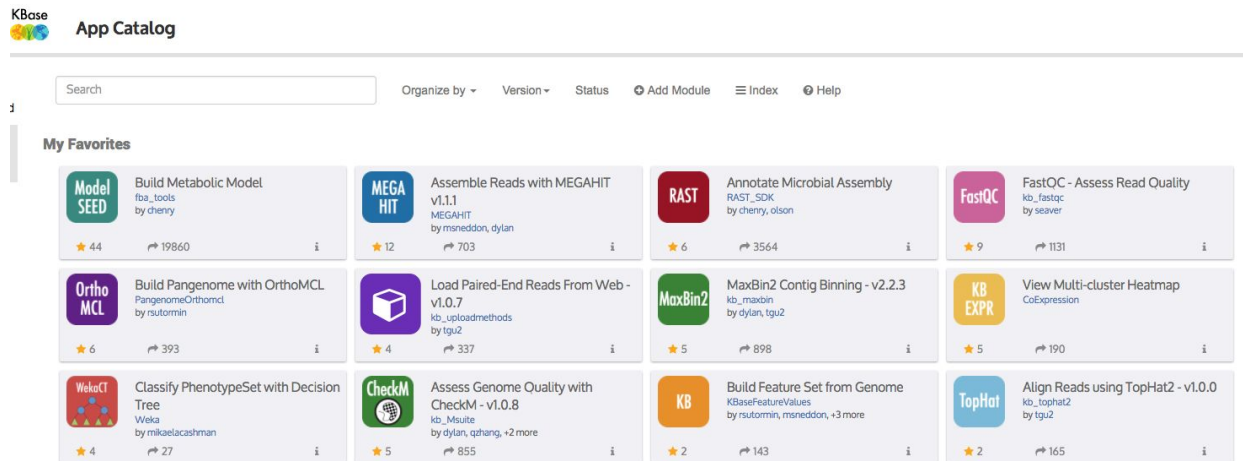 KBase
App Catalog
Search
Organize by
Version
Status
Add Module
Index
Help
d
My Favorites
Model
SEED
Build Metabolic Model
fba_tools
by chenry
44
19860
MEGA
HIT
Assemble Reads with MEGAHIT
v1.1.1
MEGAHIT
by msneddon, dylan
12
703
RAST
Annotate Microbial Assembly
RAST_SDK
by chenry, olson
6
3564
FastQC
FastQC - Assess Read Quality
kb_fastqc
by seaver
9
1131
Ortho
MCL
Build Pangenome with OrthoMCL
PangenomeOrthomcl
by rsutormin
6
393
Load Paired-End Reads From Web -
v1.0.7
kb_uploadmethods
by tgu2
4
337
MaxBin2
MaxBin2 Contig Binning - v2.2.3
kb_maxbin
by dylan, tgu2
5
898
KB
EXPR
View Multi-cluster Heatmap
CoExpression
5
190
WekaCT
Classify PhenotypeSet with Decision
Tree
Weka
by mikaelacashman
4
27
CheckM
Assess Genome Quality with
CheckM - v1.0.8
kb_Msuite
by dylan, qzhang, +2 more
5
855
KB
Build Feature Set from Genome
KBaseFeatureValues
by rsutormin, msneddon, +3 more
2
143
TopHat
Align Reads using TopHat2 - v1.0.0
kb_tophat2
by tgu2
2
165